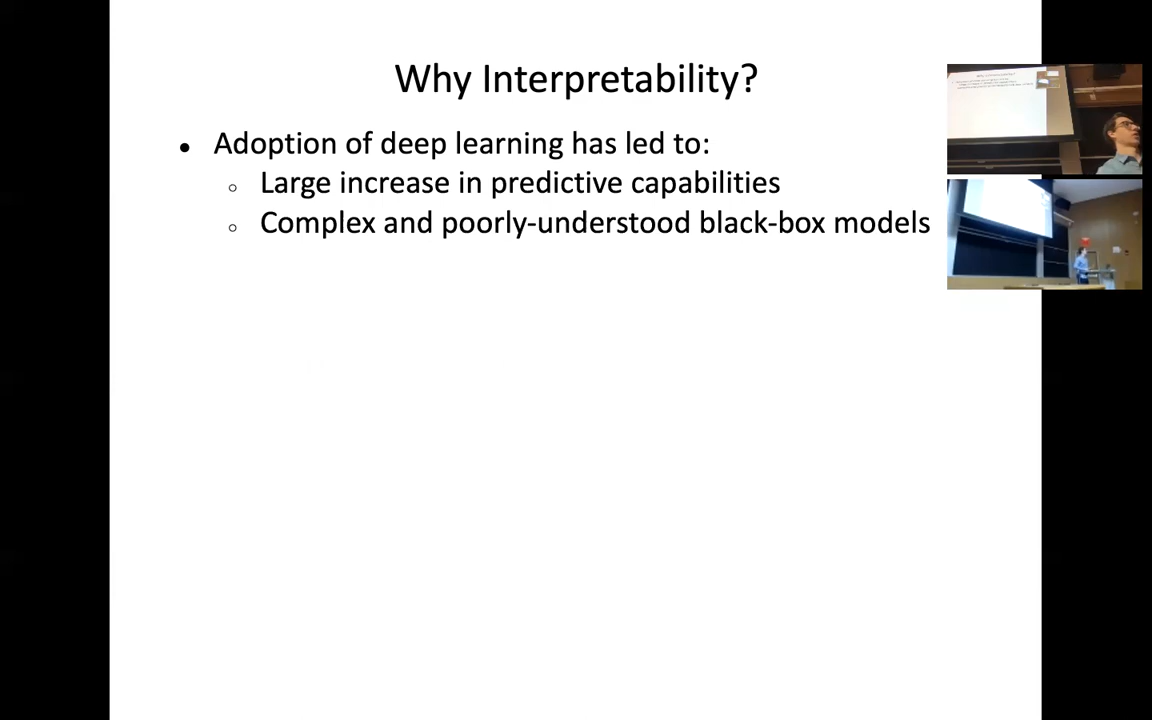 Why Interpretability?
● Adoption of deep learning has led to:
○ Large increase in predictive capabilities
○ Complex and poorly-understood black-box models